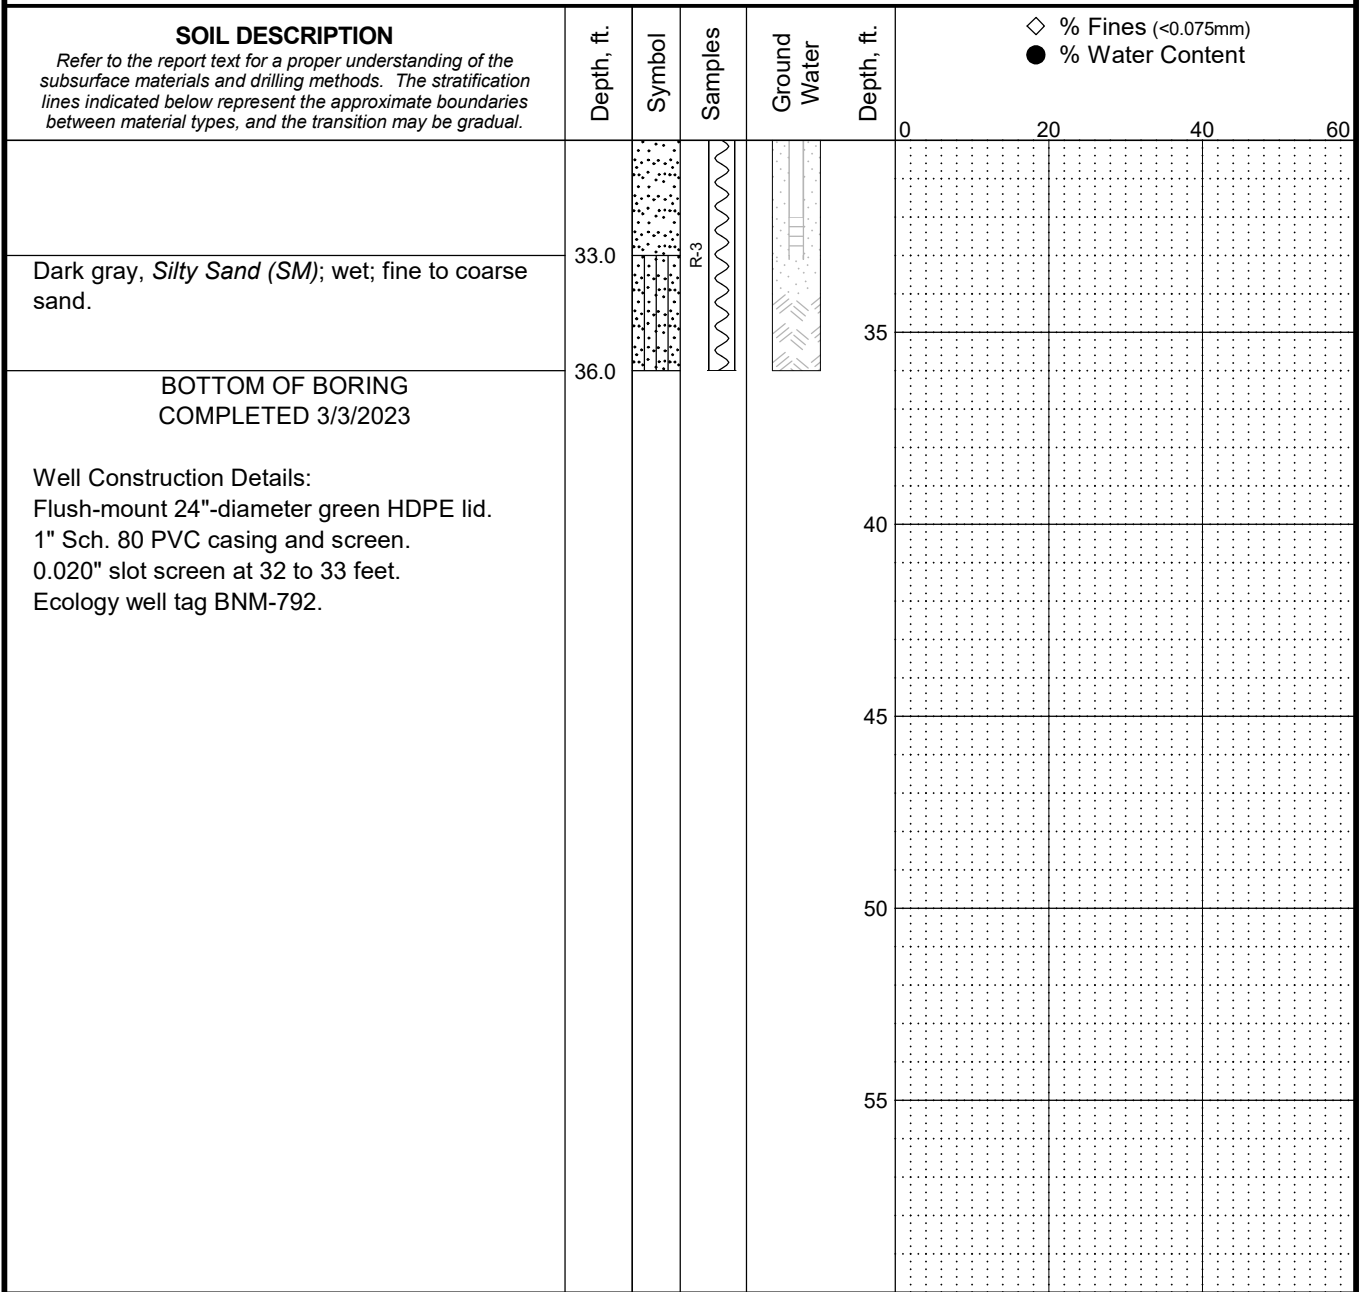 SOIL DESCRIPTION
Refer to the report text for a proper understanding of the
subsurface materials and drilling methods. The stratification
lines indicated below represent the approximate boundaries
between material types, and the transition may be gradual.
Depth, ft.
Symbol
Samples
Ground
Water
Depth, ft.
◇ % Fines (<0.075mm)
● % Water Content
0 20 40 60
33.0
R-3
Dark gray, Silty Sand (SM); wet; fine to coarse
sand.
35
36.0
BOTTOM OF BORING
COMPLETED 3/3/2023
Well Construction Details:
Flush-mount 24"-diameter green HDPE lid.
1" Sch. 80 PVC casing and screen.
0.020" slot screen at 32 to 33 feet.
Ecology well tag BNM-792.
40
45
50
55